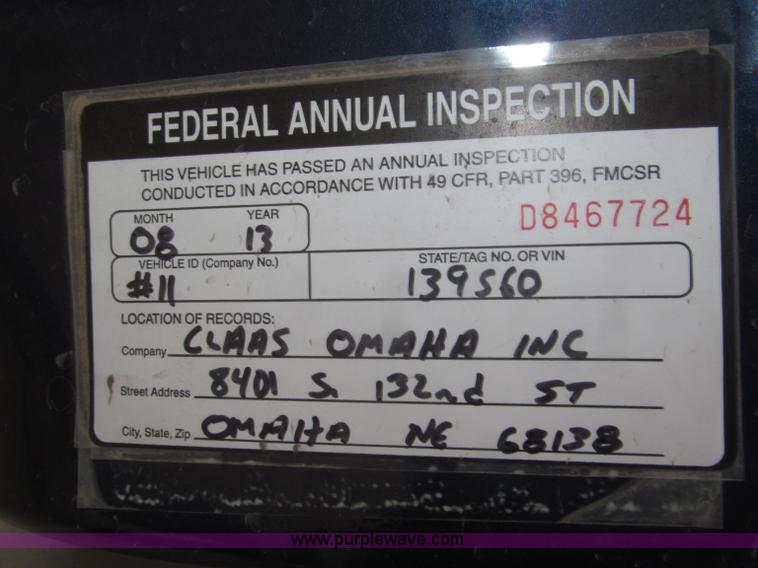 FEDERAL ANNUAL INSPECTION
THIS VEHICLE HAS PASSED AN ANNUAL INSPECTION
CONDUCTED IN ACCORDANCE WITH 49 CFR, PART 396, FMCSR
MONTH YEAR
08 13
D8467724
VEHICLE ID (Company No.) STATE/TAG NO. OR VIN
#11 139560
LOCATION OF RECORDS:
Company CLAAS OMAHA INC
Street Address 8401 S. 132nd ST
City, State, Zip OMAHA NE 68138
www.purplewave.com